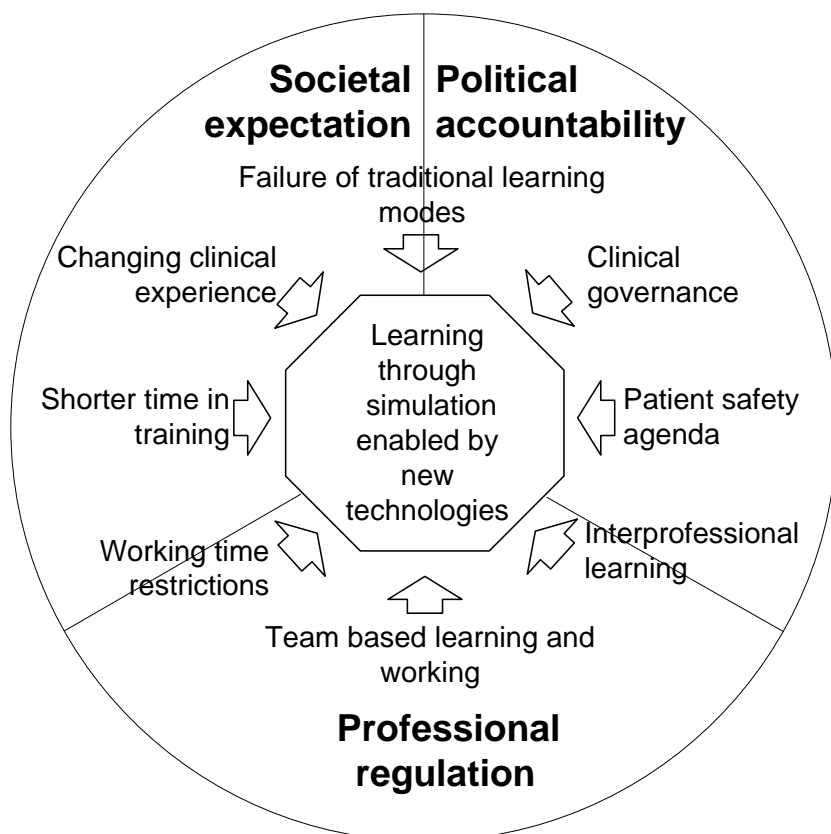 Societal
expectation
Political
accountability
Failure of traditional learning
modes
Changing clinical
experience
Clinical
governance
Shorter time in
training
Learning
through
simulation
enabled by
new
technologies
Patient safety
agenda
Working time
restrictions
Interprofessional
learning
Team based learning and
working
Professional
regulation